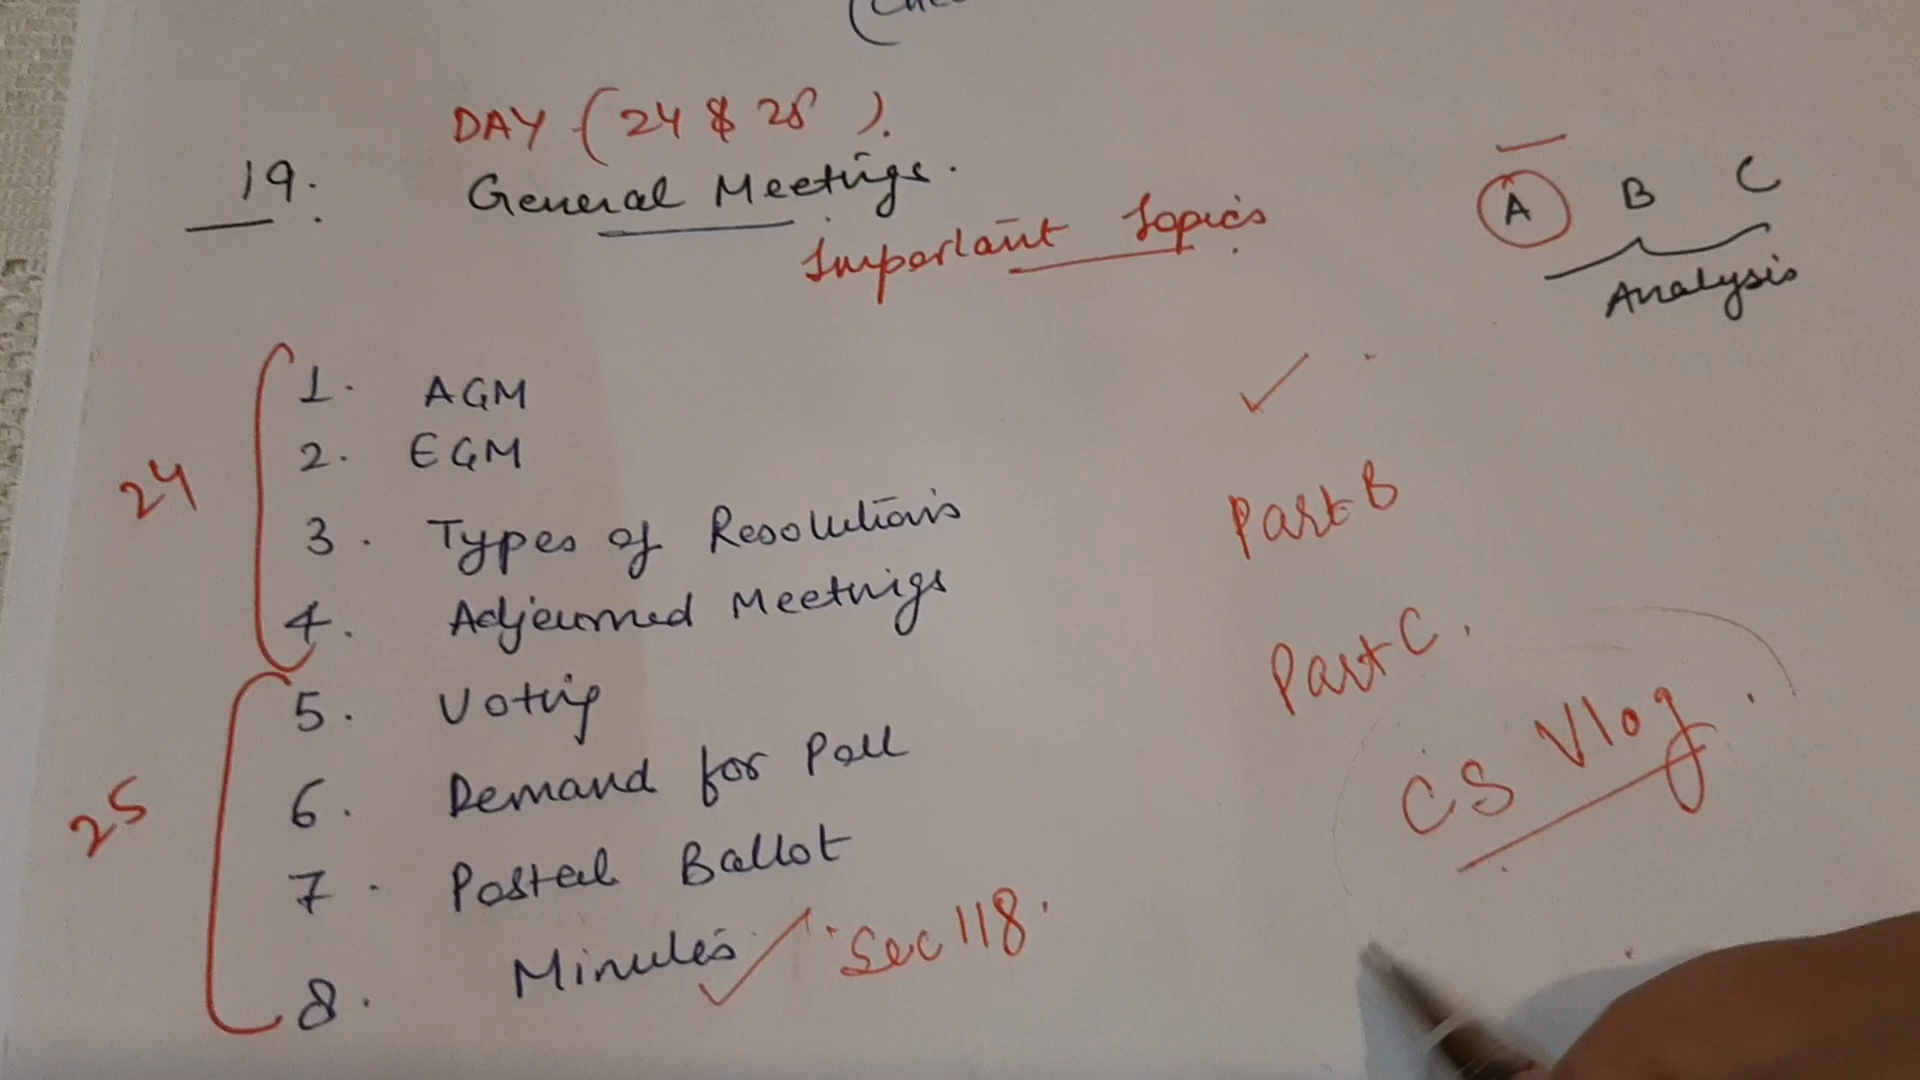 DAY (24 & 25).
19. General Meetings.
Important Topics
A B C
Analysis
24
1. AGM
2. EGM
3. Types of Resolutions
4. Adjourned Meetings
25
5. Voting
6. Demand for Poll
7. Postal Ballot
8. Minutes Sec 118.
Part B
Part C.
CS Vlog.